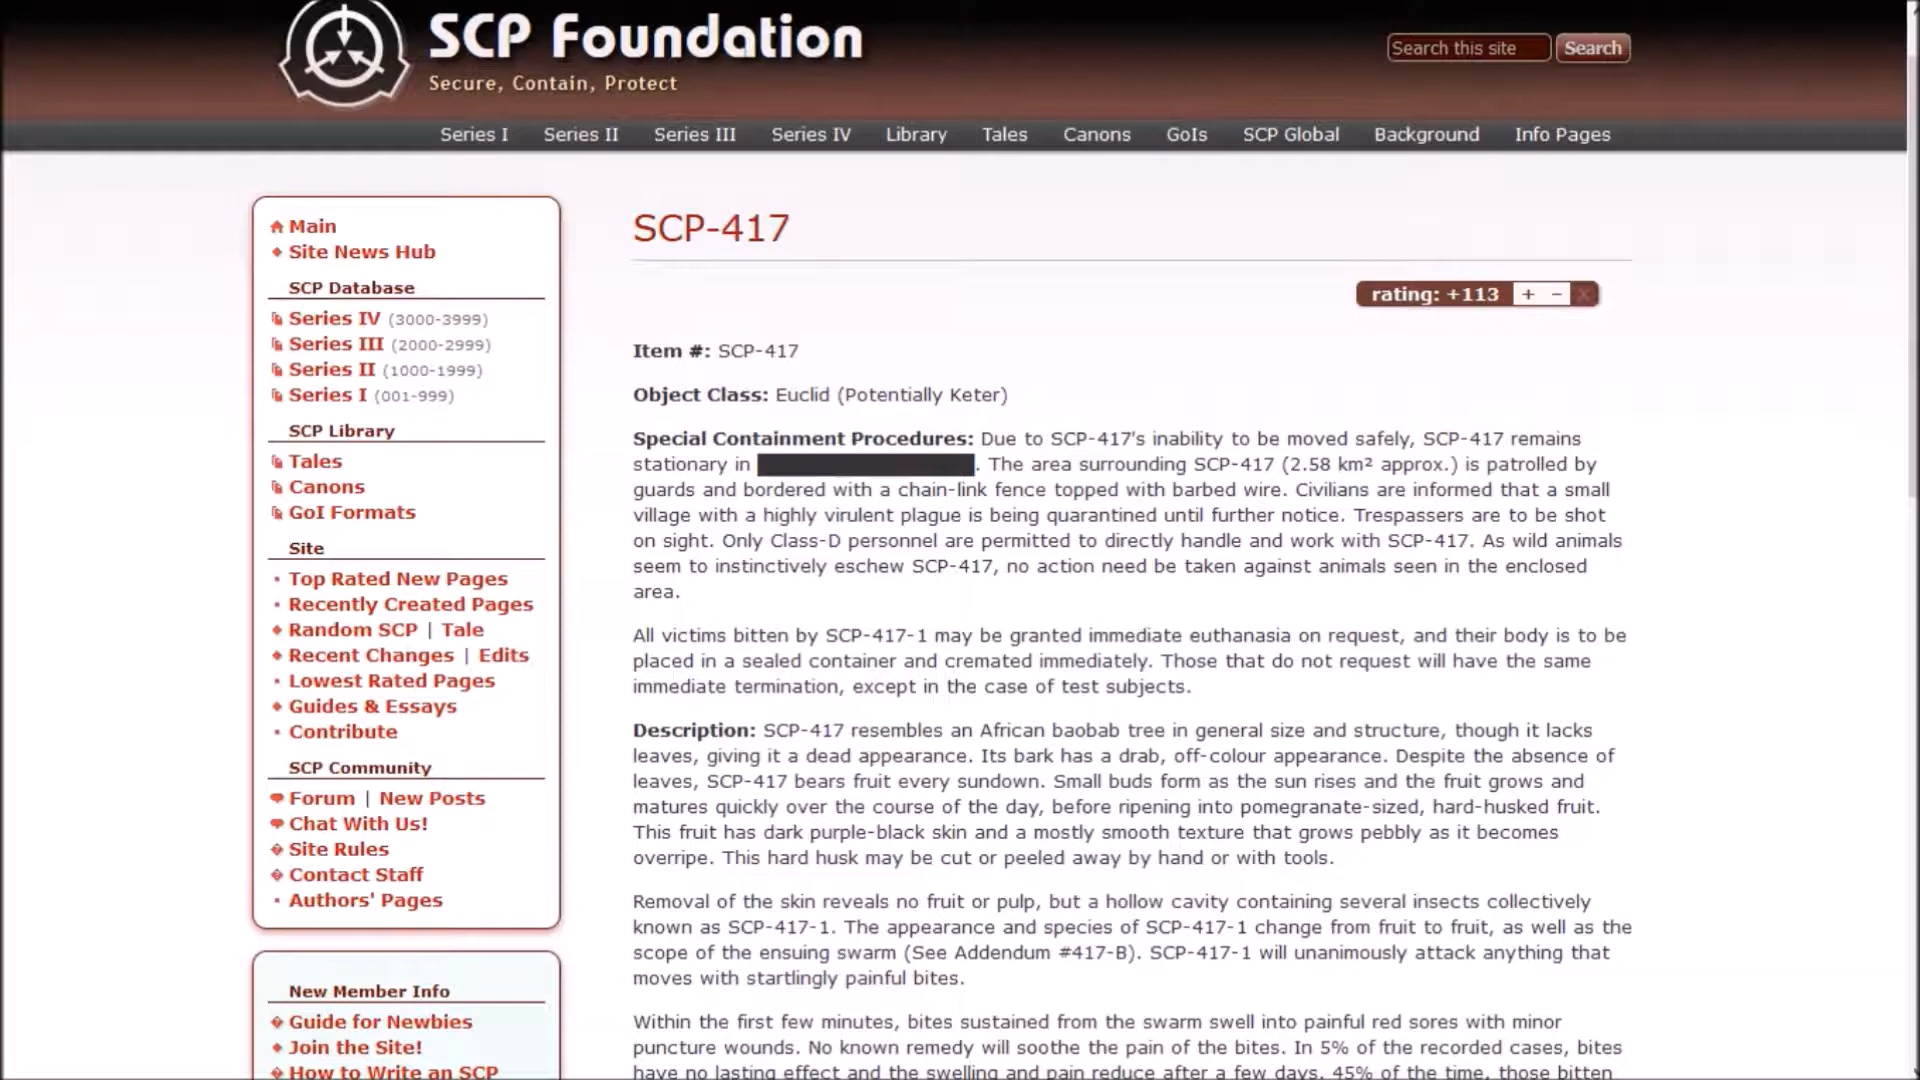 SCP Foundation
Secure, Contain, Protect
Search this site
Search
Series I
Series II
Series III
Series IV
Library
Tales
Canons
GoIs
SCP Global
Background
Info Pages
Main
Site News Hub
SCP Database
Series IV (3000-3999)
Series III (2000-2999)
Series II (1000-1999)
Series I (001-999)
SCP Library
Tales
Canons
GoI Formats
Site
Top Rated New Pages
Recently Created Pages
Random SCP | Tale
Recent Changes | Edits
Lowest Rated Pages
Guides & Essays
Contribute
SCP Community
Forum | New Posts
Chat With Us!
Site Rules
Contact Staff
Authors' Pages
New Member Info
Guide for Newbies
Join the Site!
How to Write an SCP
SCP-417
rating: +113 + − x
Item #: SCP-417
Object Class: Euclid (Potentially Keter)
Special Containment Procedures: Due to SCP-417's inability to be moved safely, SCP-417 remains
stationary in . The area surrounding SCP-417 (2.58 km² approx.) is patrolled by
guards and bordered with a chain-link fence topped with barbed wire. Civilians are informed that a small
village with a highly virulent plague is being quarantined until further notice. Trespassers are to be shot
on sight. Only Class-D personnel are permitted to directly handle and work with SCP-417. As wild animals
seem to instinctively eschew SCP-417, no action need be taken against animals seen in the enclosed
area.
All victims bitten by SCP-417-1 may be granted immediate euthanasia on request, and their body is to be
placed in a sealed container and cremated immediately. Those that do not request will have the same
immediate termination, except in the case of test subjects.
Description: SCP-417 resembles an African baobab tree in general size and structure, though it lacks
leaves, giving it a dead appearance. Its bark has a drab, off-colour appearance. Despite the absence of
leaves, SCP-417 bears fruit every sundown. Small buds form as the sun rises and the fruit grows and
matures quickly over the course of the day, before ripening into pomegranate-sized, hard-husked fruit.
This fruit has dark purple-black skin and a mostly smooth texture that grows pebbly as it becomes
overripe. This hard husk may be cut or peeled away by hand or with tools.
Removal of the skin reveals no fruit or pulp, but a hollow cavity containing several insects collectively
known as SCP-417-1. The appearance and species of SCP-417-1 change from fruit to fruit, as well as the
scope of the ensuing swarm (See Addendum #417-B). SCP-417-1 will unanimously attack anything that
moves with startlingly painful bites.
Within the first few minutes, bites sustained from the swarm swell into painful red sores with minor
puncture wounds. No known remedy will soothe the pain of the bites. In 5% of the recorded cases, bites
have no lasting effect and the swelling and pain reduce after a few days. 45% of the time, those bitten